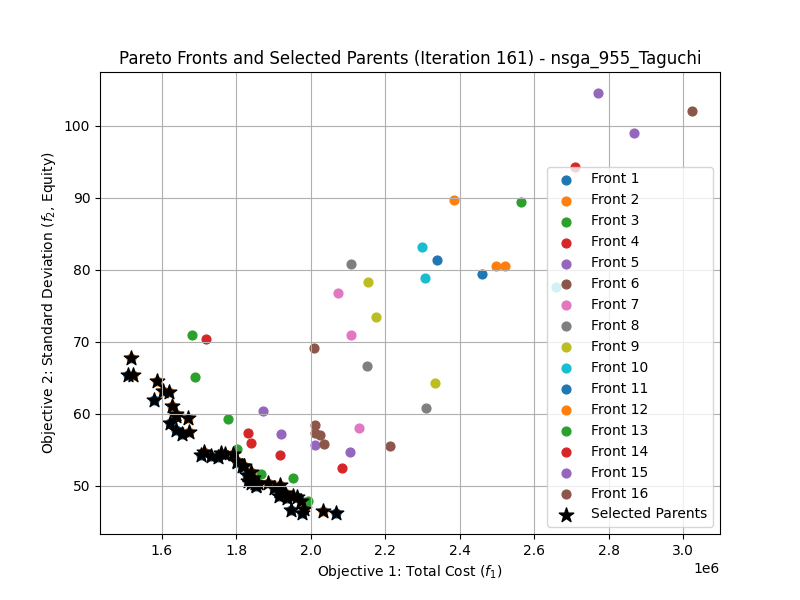 Pareto Fronts and Selected Parents (Iteration 161) - nsga_955_Taguchi
Objective 2: Standard Deviation (f₂, Equity)
100
90
80
70
60
50
Front 1
Front 2
Front 3
Front 4
Front 5
Front 6
Front 7
Front 8
Front 9
Front 10
Front 11
Front 12
Front 13
Front 14
Front 15
Front 16
Selected Parents
1.6 1.8 2.0 2.2 2.4 2.6 2.8 3.0
1e6
Objective 1: Total Cost (f₁)